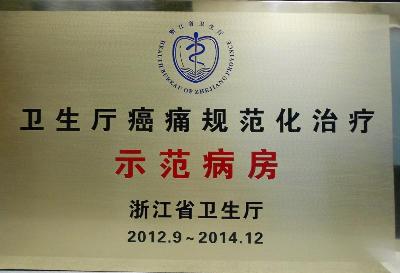 浙江省卫生厅
HEALTH BUREAU OF ZHEJIANG PROVINCE
卫生厅癌痛规范化治疗
示范病房
浙江省卫生厅
2012.9~2014.12